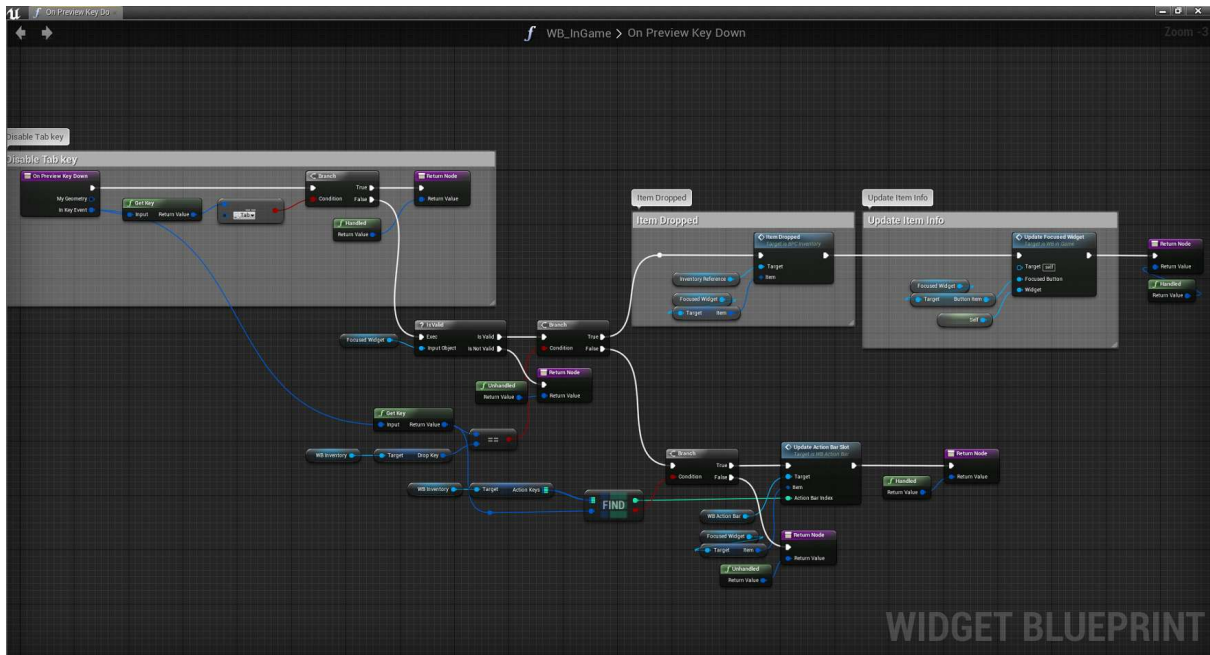 On Preview Key Do
WB_InGame > On Preview Key Down
Zoom -3
Disable Tab key
Disable Tab key
On Preview Key Down
My Geometry
In Key Event
Get Key
Input Return Value
==
Tab
Branch
True
Condition False
Return Node
Return Value
Handled
Return Value
Item Dropped
Item Dropped
Item Dropped
Target is BPC Inventory
Target
Item
Inventory Reference
Focused Widget
Target Item
Update Item Info
Update Item Info
Update Focused Widget
Target is WB In Game
Target self
Focused Button
Widget
Focused Widget
Target Button Item
Self
Return Node
Return Value
Handled
Return Value
Focused Widget
Is Valid
Exec Is Valid
Input Object Is Not Valid
Branch
True
Condition False
Return Node
Return Value
Unhandled
Return Value
Get Key
Input Return Value
WB Inventory
Target Drop Key
==
WB Inventory
Target Action Keys
FIND
Branch
True
Condition False
Update Action Bar Slot
Target is WB Action Bar
Target
Item
Action Bar Index
WB Action Bar
Focused Widget
Target Item
Unhandled
Return Value
Return Node
Return Value
Handled
Return Value
Return Node
Return Value
WIDGET BLUEPRINT